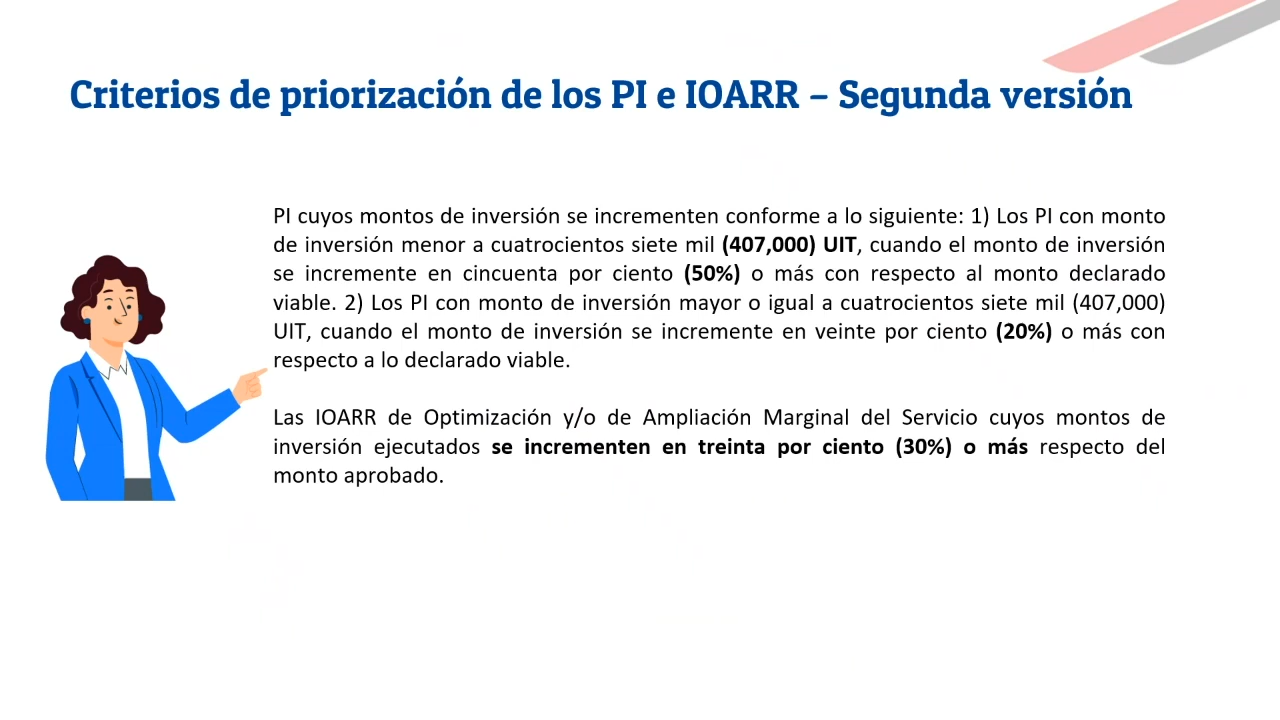 Criterios de priorización de los PI e IOARR – Segunda versión
PI cuyos montos de inversión se incrementen conforme a lo siguiente: 1) Los PI con monto
de inversión menor a cuatrocientos siete mil (407,000) UIT, cuando el monto de inversión
se incremente en cincuenta por ciento (50%) o más con respecto al monto declarado
viable. 2) Los PI con monto de inversión mayor o igual a cuatrocientos siete mil (407,000)
UIT, cuando el monto de inversión se incremente en veinte por ciento (20%) o más con
respecto a lo declarado viable.
Las IOARR de Optimización y/o de Ampliación Marginal del Servicio cuyos montos de
inversión ejecutados se incrementen en treinta por ciento (30%) o más respecto del
monto aprobado.